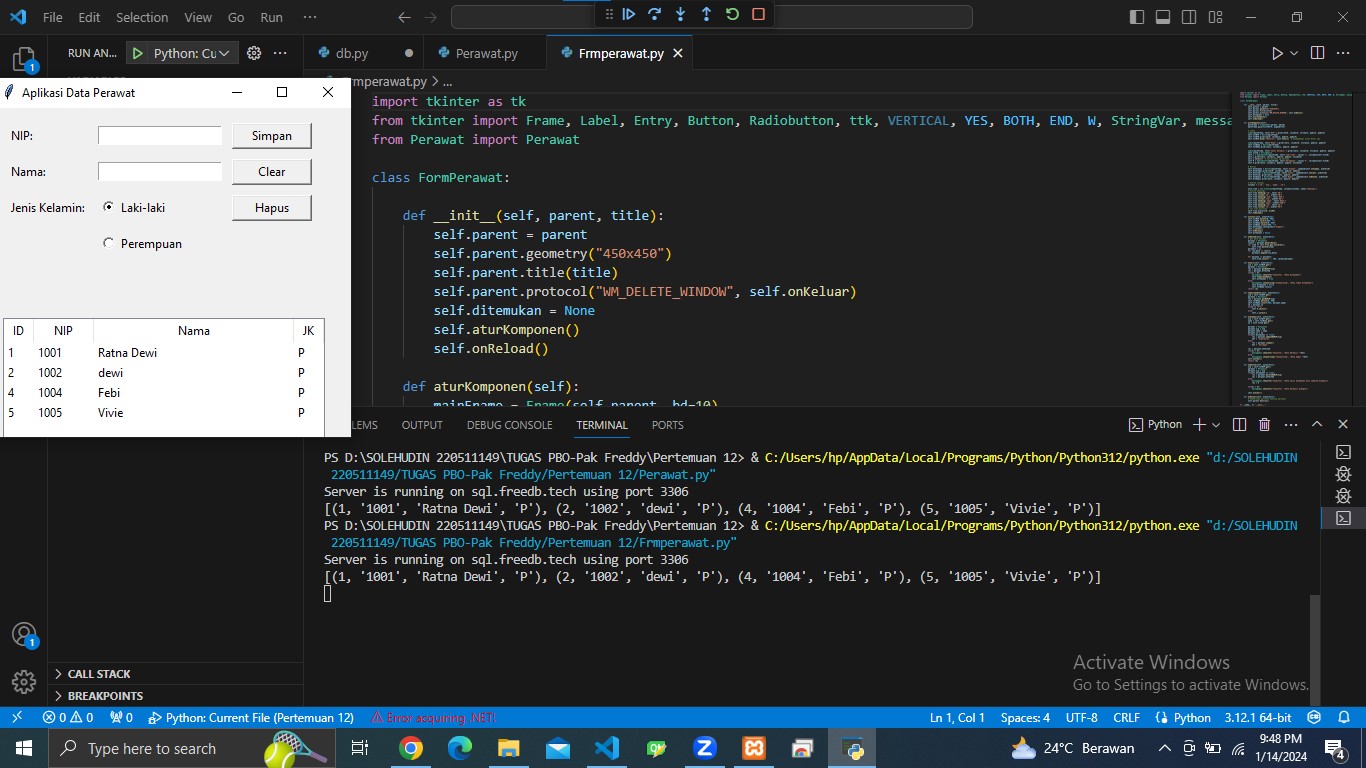 File Edit Selection View Go Run ...
RUN AN... Python: Cu
db.py Perawat.py Frmperawat.py
1
rmperawat.py > ...
Aplikasi Data Perawat
NIP: Simpan
Nama: Clear
Jenis Kelamin: Laki-laki Hapus
Perempuan
ID NIP Nama JK
1 1001 Ratna Dewi P
2 1002 dewi P
4 1004 Febi P
5 1005 Vivie P
import tkinter as tk
from tkinter import Frame, Label, Entry, Button, Radiobutton, ttk, VERTICAL, YES, BOTH, END, W, StringVar, messa
from Perawat import Perawat
class FormPerawat:
def __init__(self, parent, title):
self.parent = parent
self.parent.geometry("450x450")
self.parent.title(title)
self.parent.protocol("WM_DELETE_WINDOW", self.onKeluar)
self.ditemukan = None
self.aturKomponen()
self.onReload()
def aturKomponen(self):
mainFrame = Frame(self.parent, bd=10)
LEMS OUTPUT DEBUG CONSOLE TERMINAL PORTS Python
PS D:\SOLEHUDIN 220511149\TUGAS PBO-Pak Freddy\Pertemuan 12> & C:/Users/hp/AppData/Local/Programs/Python/Python312/python.exe "d:/SOLEHUDIN
220511149/TUGAS PBO-Pak Freddy/Pertemuan 12/Perawat.py"
Server is running on sql.freedb.tech using port 3306
[(1, '1001', 'Ratna Dewi', 'P'), (2, '1002', 'dewi', 'P'), (4, '1004', 'Febi', 'P'), (5, '1005', 'Vivie', 'P')]
PS D:\SOLEHUDIN 220511149\TUGAS PBO-Pak Freddy\Pertemuan 12> & C:/Users/hp/AppData/Local/Programs/Python/Python312/python.exe "d:/SOLEHUDIN
220511149/TUGAS PBO-Pak Freddy/Pertemuan 12/Frmperawat.py"
Server is running on sql.freedb.tech using port 3306
[(1, '1001', 'Ratna Dewi', 'P'), (2, '1002', 'dewi', 'P'), (4, '1004', 'Febi', 'P'), (5, '1005', 'Vivie', 'P')]
1
CALL STACK
BREAKPOINTS
Activate Windows
Go to Settings to activate Windows.
0 0 0 Python: Current File (Pertemuan 12) Error acquiring .NET! Ln 1, Col 1 Spaces: 4 UTF-8 CRLF Python 3.12.1 64-bit
Type here to search 24°C Berawan 9:48 PM
1/14/2024 4